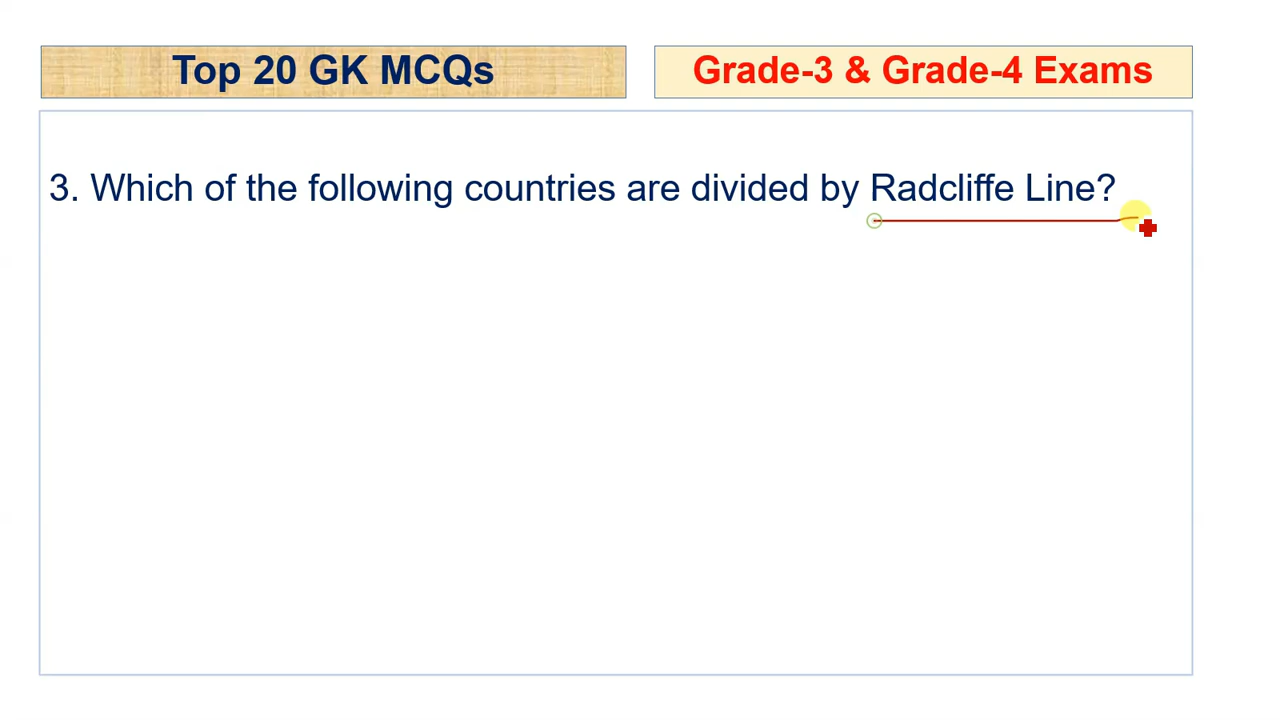 Top 20 GK MCQs
Grade-3 & Grade-4 Exams
3. Which of the following countries are divided by Radcliffe Line?